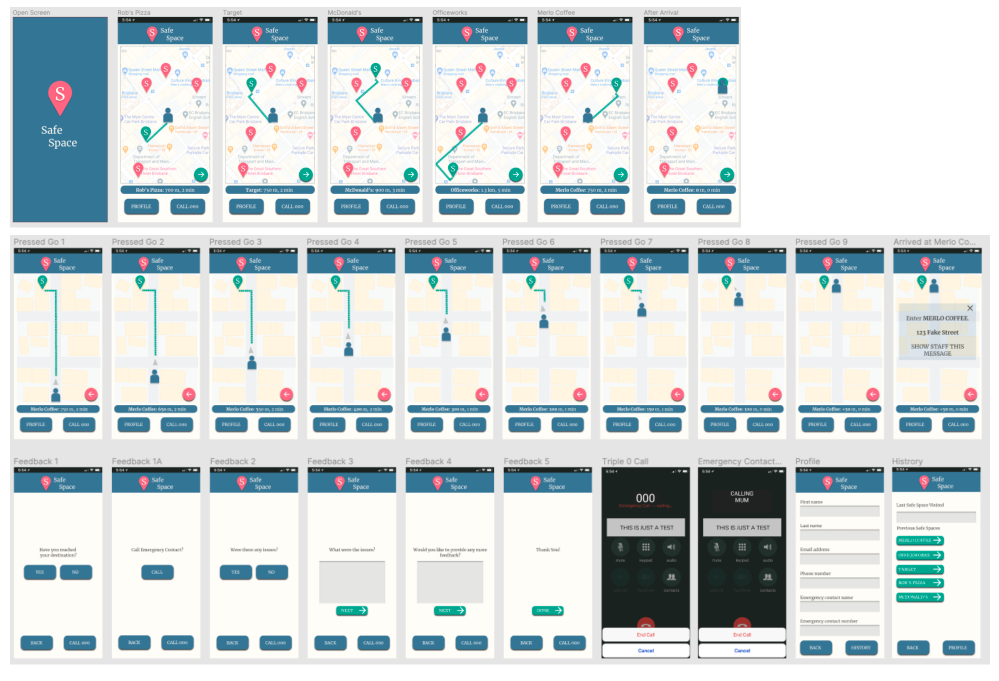 Open Screen
S
Safe
Space
Rob's Pizza
5:54
Safe
Space
Rob's Pizza: 700 m, 2 min
PROFILE
CALL 000
Target
5:54
Safe
Space
Target: 750 m, 2 min
PROFILE
CALL 000
McDonald's
5:54
Safe
Space
McDonald's: 900 m, 3 min
PROFILE
CALL 000
Officeworks
5:54
Safe
Space
Officeworks: 1.3 km, 5 min
PROFILE
CALL 000
Merlo Coffee
5:54
Safe
Space
Merlo Coffee: 750 m, 2 min
PROFILE
CALL 000
After Arrival
5:54
Safe
Space
Merlo Coffee: 0 m, 0 min
PROFILE
CALL 000
Pressed Go 1
Safe
Space
Merlo Coffee: 750 m, 2 min
PROFILE
CALL 000
Pressed Go 2
Safe
Space
Merlo Coffee: 650 m, 2 min
PROFILE
CALL 000
Pressed Go 3
Safe
Space
Merlo Coffee: 550 m, 2 min
PROFILE
CALL 000
Pressed Go 4
Safe
Space
Merlo Coffee: 400 m, 2 min
PROFILE
CALL 000
Pressed Go 5
Safe
Space
Merlo Coffee: 300 m, 1 min
PROFILE
CALL 000
Pressed Go 6
Safe
Space
Merlo Coffee: 200 m, 1 min
PROFILE
CALL 000
Pressed Go 7
Safe
Space
Merlo Coffee: 150 m, 1 min
PROFILE
CALL 000
Pressed Go 8
Safe
Space
Merlo Coffee: 100 m, 0 min
PROFILE
CALL 000
Pressed Go 9
Safe
Space
Merlo Coffee: <50 m, 0 min
PROFILE
CALL 000
Arrived at Merlo Co...
Safe
Space
Enter MERLO COFFEE.
123 Fake Street
SHOW STAFF THIS
MESSAGE
Merlo Coffee: <50 m, 0 min
PROFILE
CALL 000
Feedback 1
Safe
Space
Have you reached
your destination?
YES
NO
BACK
CALL 000
Feedback 1A
Safe
Space
Call Emergency Contact?
CALL
BACK
CALL 000
Feedback 2
Safe
Space
Were there any issues?
YES
NO
BACK
CALL 000
Feedback 3
Safe
Space
What were the issues?
NEXT
BACK
CALL 000
Feedback 4
Safe
Space
Would you like to provide any more
feedback?
NEXT
BACK
CALL 000
Feedback 5
Safe
Space
Thank You!
DONE
BACK
CALL 000
Triple 0 Call
000
THIS IS JUST A TEST
mute
keypad
audio
contacts
End Call
Cancel
Emergency Contact...
CALLING
MUM
THIS IS JUST A TEST
mute
keypad
audio
contacts
End Call
Cancel
Profile
Safe
Space
First name
Last name
Email address
Phone number
Emergency contact name
Emergency contact number
BACK
HISTORY
Histrory
Safe
Space
Last Safe Space Visited
Previous Safe Spaces
MERLO COFFEE
OFFICEWORKS
TARGET
ROB'S PIZZA
MCDONALD'S
BACK
PROFILE